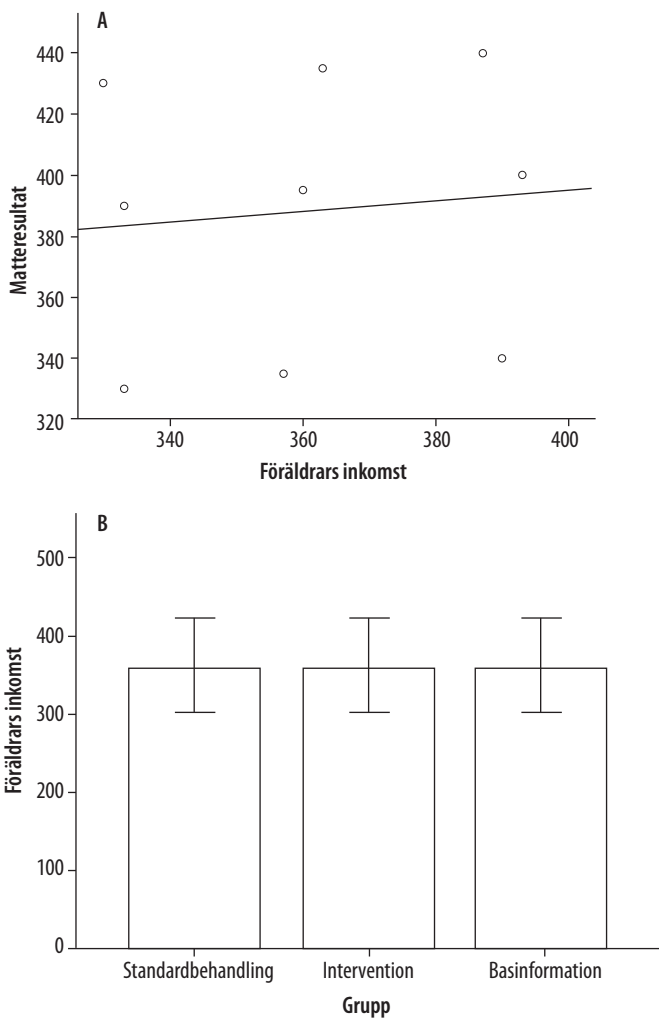 A
440
420
400
380
360
340
320
Matteresultat
340 360 380 400
Föräldrars inkomst
B
500
400
300
200
100
0
Föräldrars inkomst
Standardbehandling Intervention Basinformation
Grupp